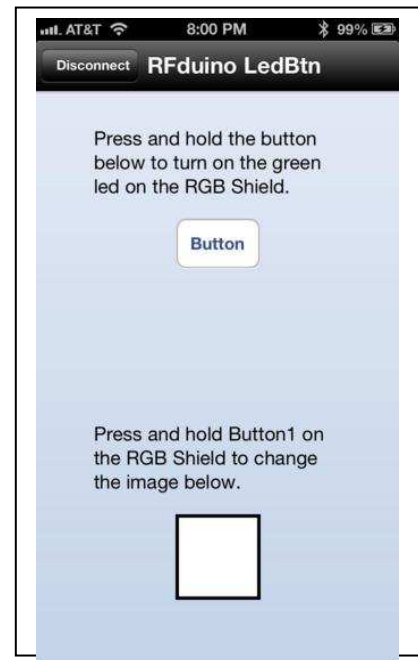 AT&T 8:00 PM 99%
Disconnect RFduino LedBtn
Press and hold the button
below to turn on the green
led on the RGB Shield.
Button
Press and hold Button1 on
the RGB Shield to change
the image below.